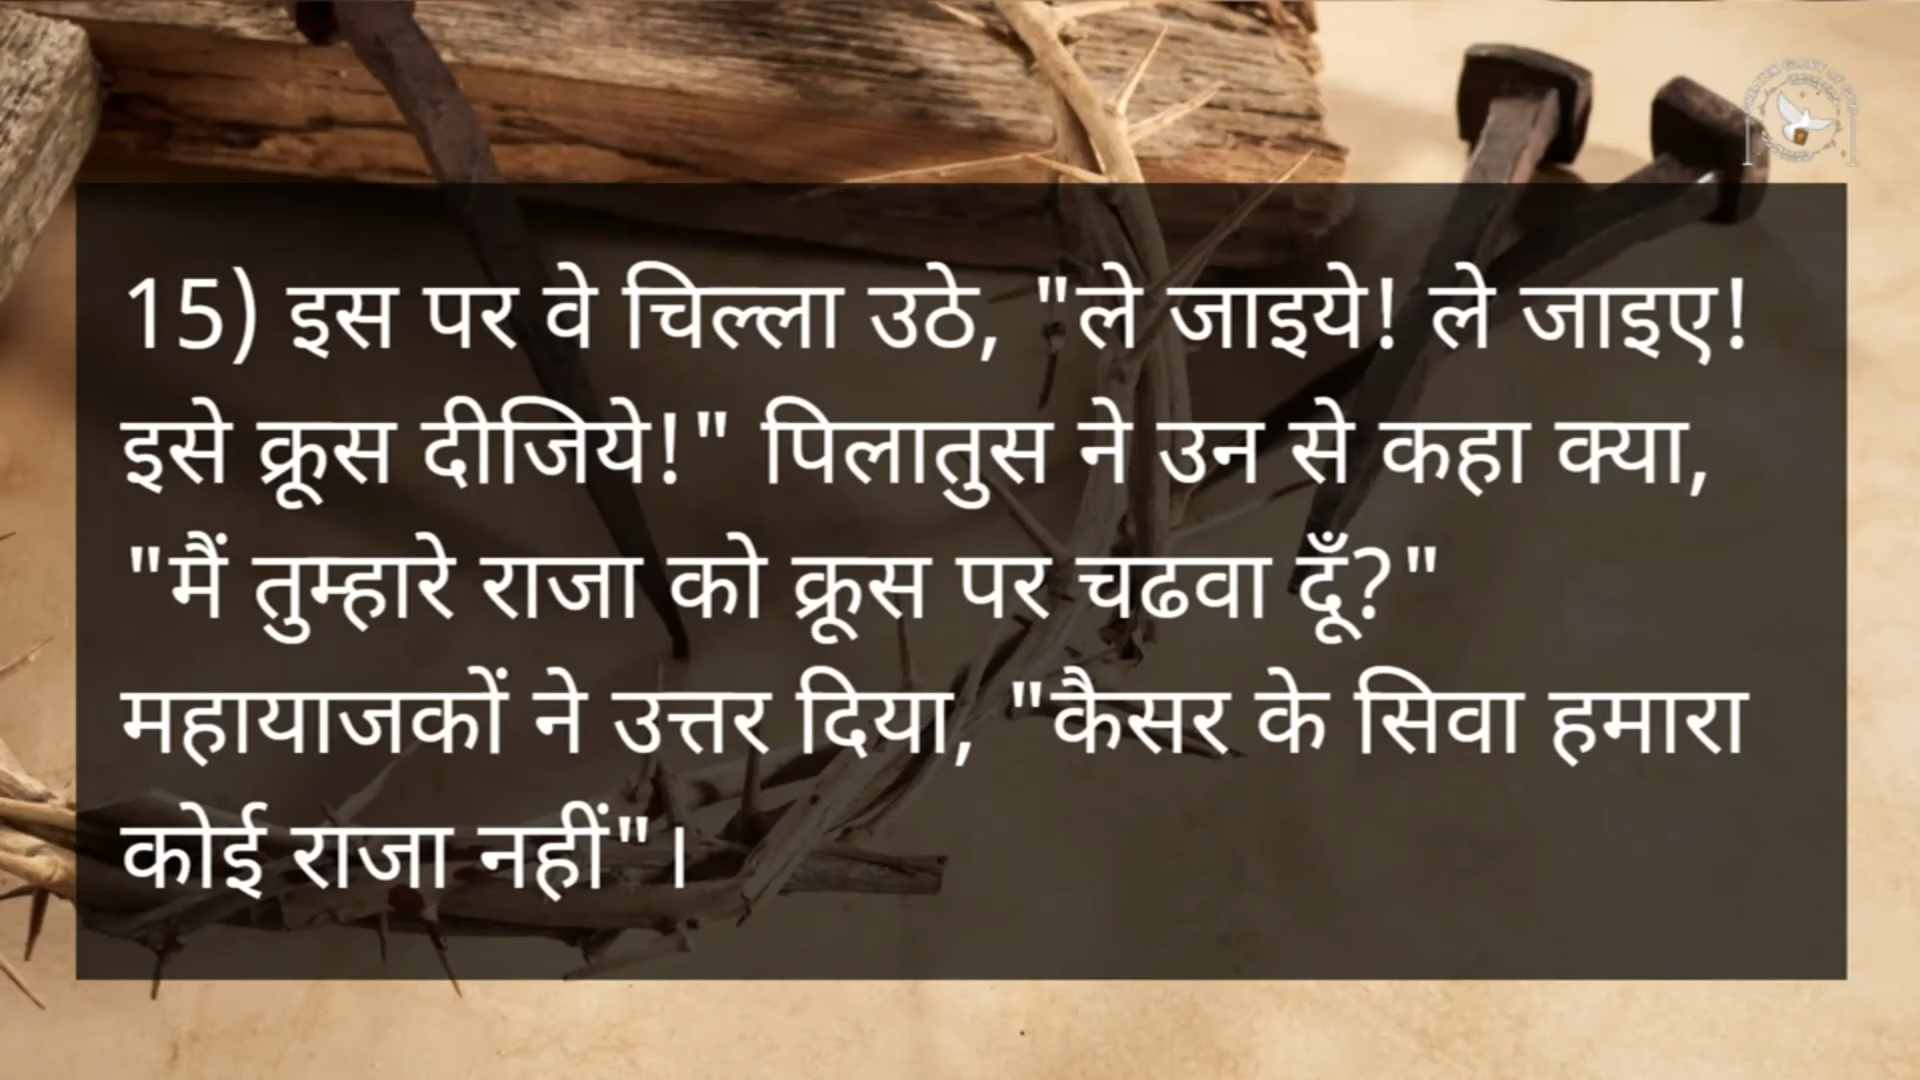 15) इस पर वे चिल्ला उठे, "ले जाइये! ले जाइए!
इसे क्रूस दीजिये!" पिलातुस ने उन से कहा क्या,
"मैं तुम्हारे राजा को क्रूस पर चढवा दूँ?"
महायाजकों ने उत्तर दिया, "कैसर के सिवा हमारा
कोई राजा नहीं"।